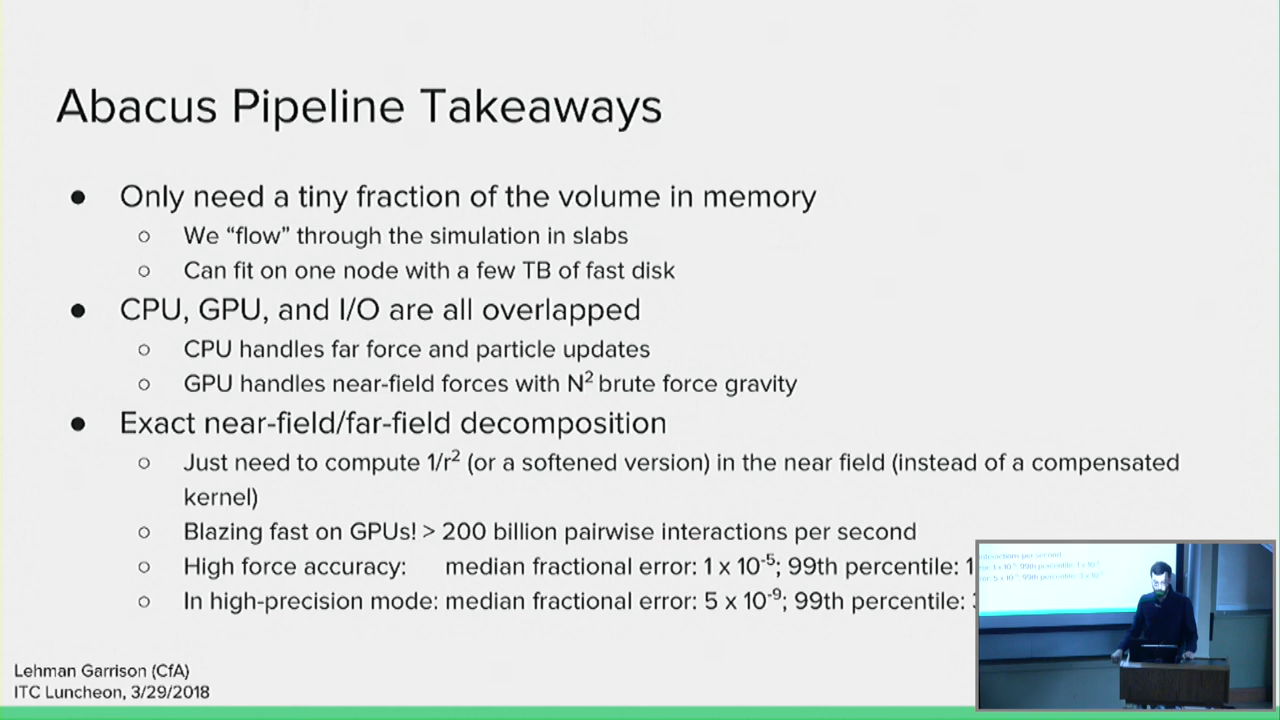 Abacus Pipeline Takeaways
● Only need a tiny fraction of the volume in memory
○ We “flow” through the simulation in slabs
○ Can fit on one node with a few TB of fast disk
● CPU, GPU, and I/O are all overlapped
○ CPU handles far force and particle updates
○ GPU handles near-field forces with N² brute force gravity
● Exact near-field/far-field decomposition
○ Just need to compute 1/r² (or a softened version) in the near field (instead of a compensated
kernel)
○ Blazing fast on GPUs! > 200 billion pairwise interactions per second
○ High force accuracy: median fractional error: 1 x 10⁻⁵; 99th percentile: 1
○ In high-precision mode: median fractional error: 5 x 10⁻⁹; 99th percentile:
Lehman Garrison (CfA)
ITC Luncheon, 3/29/2018